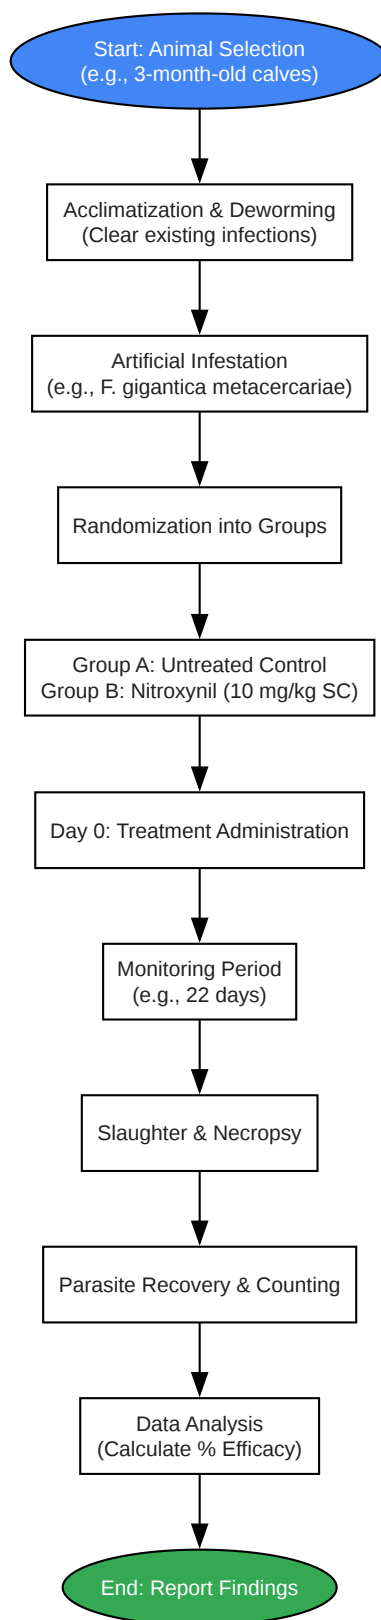 Start: Animal Selection
(e.g., 3-month-old calves)
Acclimatization & Deworming
(Clear existing infections)
Artificial Infestation
(e.g., F. gigantica metacercariae)
Randomization into Groups
Group A: Untreated Control
Group B: Nitroxynil (10 mg/kg SC)
Day 0: Treatment Administration
Monitoring Period
(e.g., 22 days)
Slaughter & Necropsy
Parasite Recovery & Counting
Data Analysis
(Calculate % Efficacy)
End: Report Findings